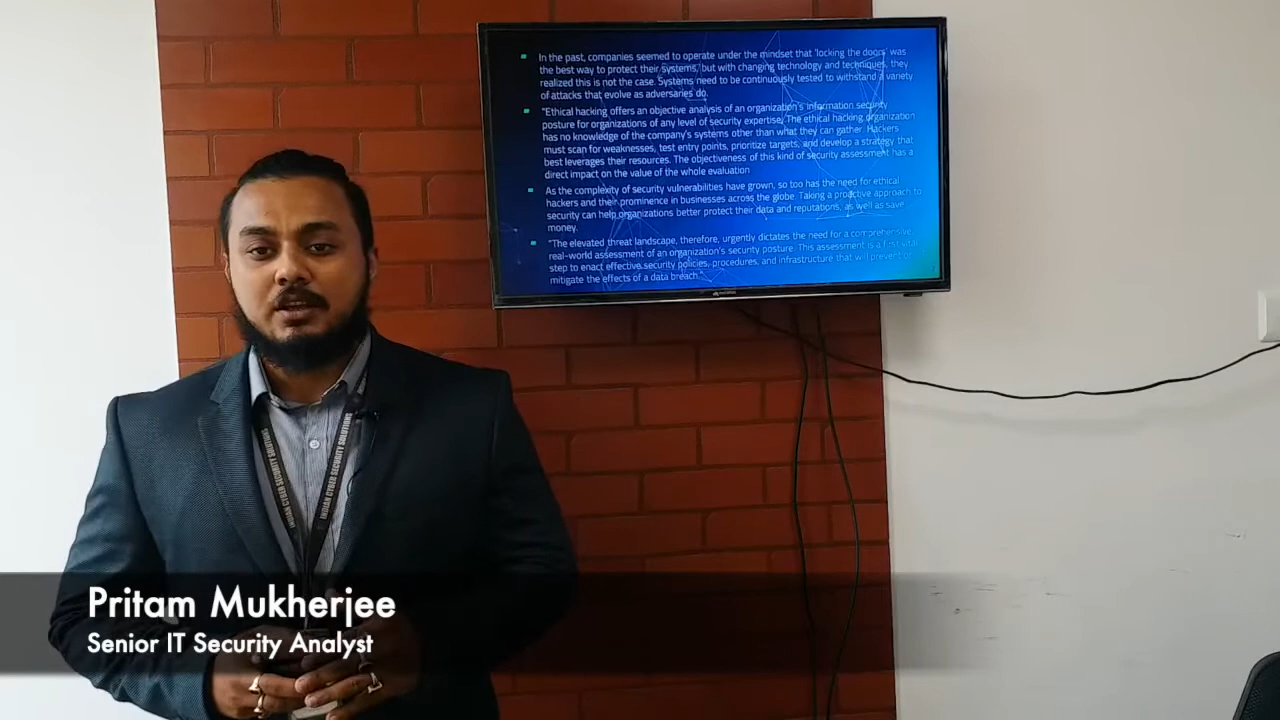 In the past, companies seemed to operate under the mindset that 'locking the doors' was
the best way to protect their systems, but with changing technology and techniques, they
realized this is not the case. Systems need to be continuously tested to withstand a variety
of attacks that evolve as adversaries do.
"Ethical hacking offers an objective analysis of an organization's information security
posture for organizations of any level of security expertise. The ethical hacking organization
has no knowledge of the company's systems other than what they can gather. Hackers
must scan for weaknesses, test entry points, prioritize targets, and develop a strategy that
best leverages their resources. The objectiveness of this kind of security assessment has a
direct impact on the value of the whole evaluation
As the complexity of security vulnerabilities have grown, so too has the need for ethical
hackers and their prominence in businesses across the globe. Taking a proactive approach to
security can help organizations better protect their data and reputations, as well as save
money.
"The elevated threat landscape, therefore, urgently dictates the need for a comprehensive,
real-world assessment of an organization's security posture. This assessment is a first vital
step to enact effective security policies, procedures, and infrastructure that will prevent or
mitigate the effects of a data breach."
INDIAN CYBER SECURITY SOLUTIONS
INDIAN CYBER SECURITY SOLUTIONS
Pritam Mukherjee
Senior IT Security Analyst